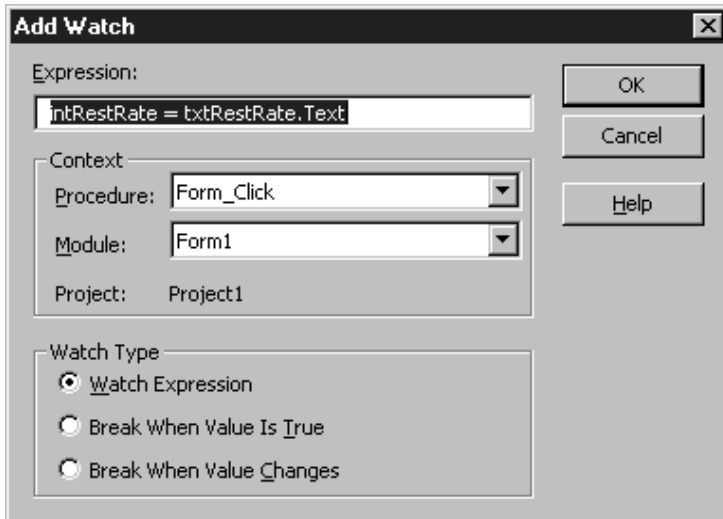 Add Watch
Expression:
OK
intRestRate = txtRestRate.Text
Cancel
Context
Procedure: Form_Click
Help
Module: Form1
Project: Project1
Watch Type
Watch Expression
Break When Value Is True
Break When Value Changes